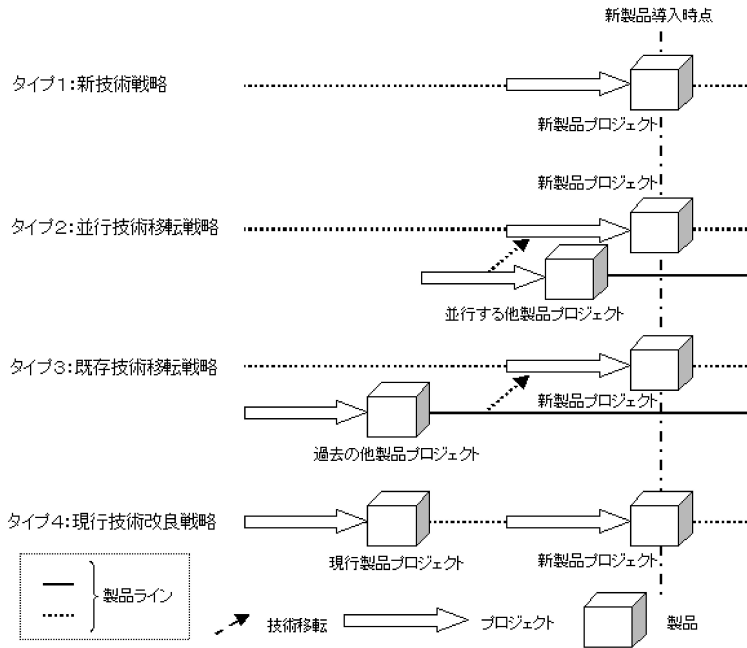 新製品導入時点
タイプ1:新技術戦略
新製品プロジェクト
新製品プロジェクト
タイプ2:並行技術移転戦略
並行する他製品プロジェクト
タイプ3:既存技術移転戦略
新製品プロジェクト
過去の他製品プロジェクト
タイプ4:現行技術改良戦略
現行製品プロジェクト
新製品プロジェクト
製品ライン
技術移転
プロジェクト
製品